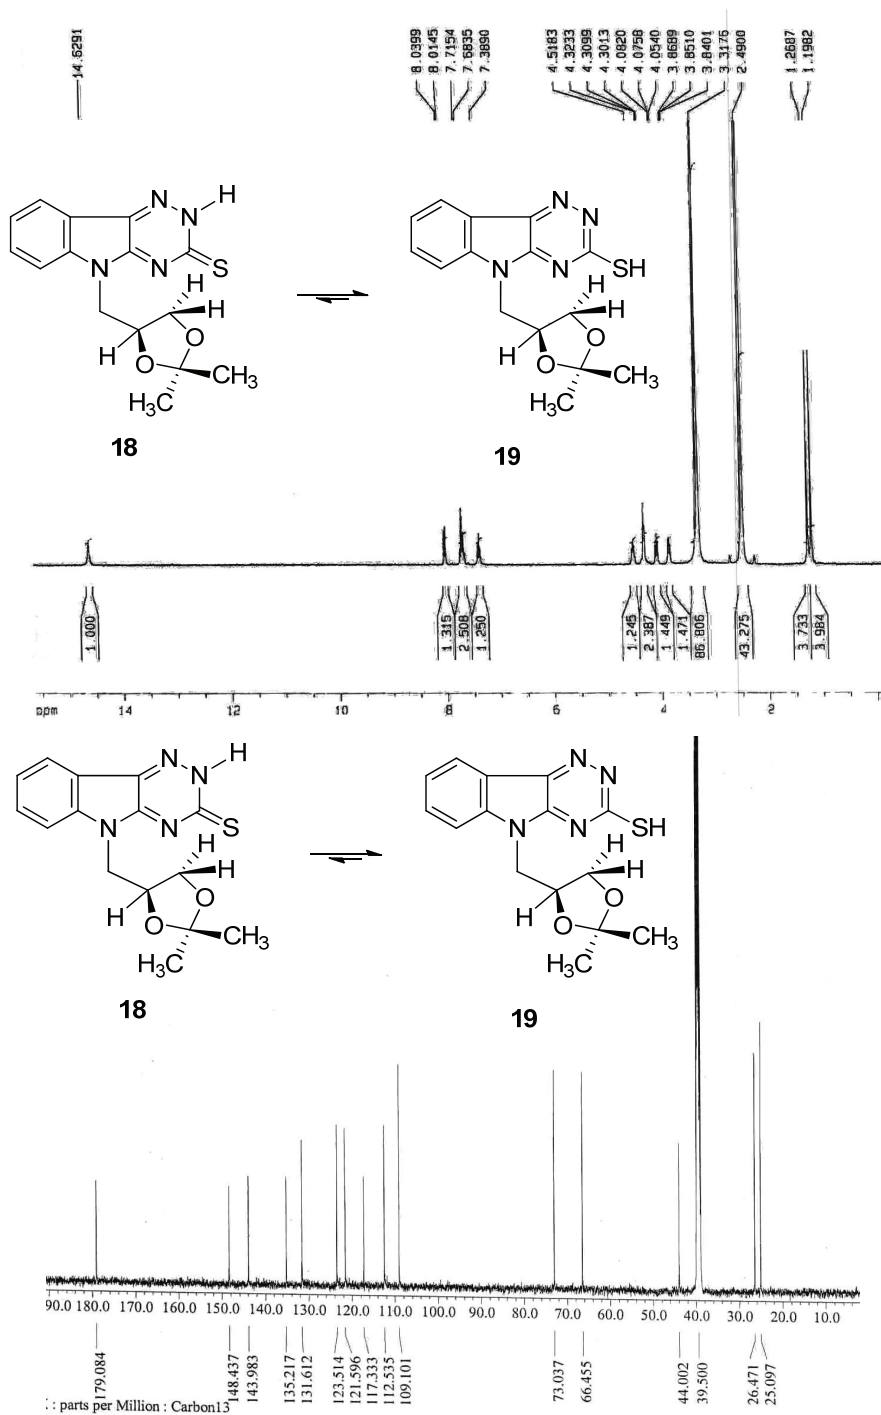 14.6291
8.0399
8.0145
7.7154
7.6835
7.3890
4.5183
4.3233
4.3099
4.3013
4.0820
4.0758
4.0540
3.8689
3.8510
3.8401
3.3176
2.4900
1.2687
1.1982
N N H
N N S
H
H
H O
O CH3
H3C
18
N N
N N SH
H
H
H O
O CH3
H3C
19
1.000
1.315
2.508
1.250
1.245
2.387
1.449
1.471
86.806
43.275
3.733
3.984
ppm 14 12 10 8 6 4 2
N N H
N N S
H
H
H O
O CH3
H3C
18
N N
N N SH
H
H
H O
O CH3
H3C
19
90.0 180.0 170.0 160.0 150.0 140.0 130.0 120.0 110.0 100.0 90.0 80.0 70.0 60.0 50.0 40.0 30.0 20.0 10.0
179.084
148.437
143.983
135.217
131.612
123.514
121.596
117.333
112.535
109.101
73.037
66.455
44.002
39.500
26.471
25.097
: parts per Million : Carbon13